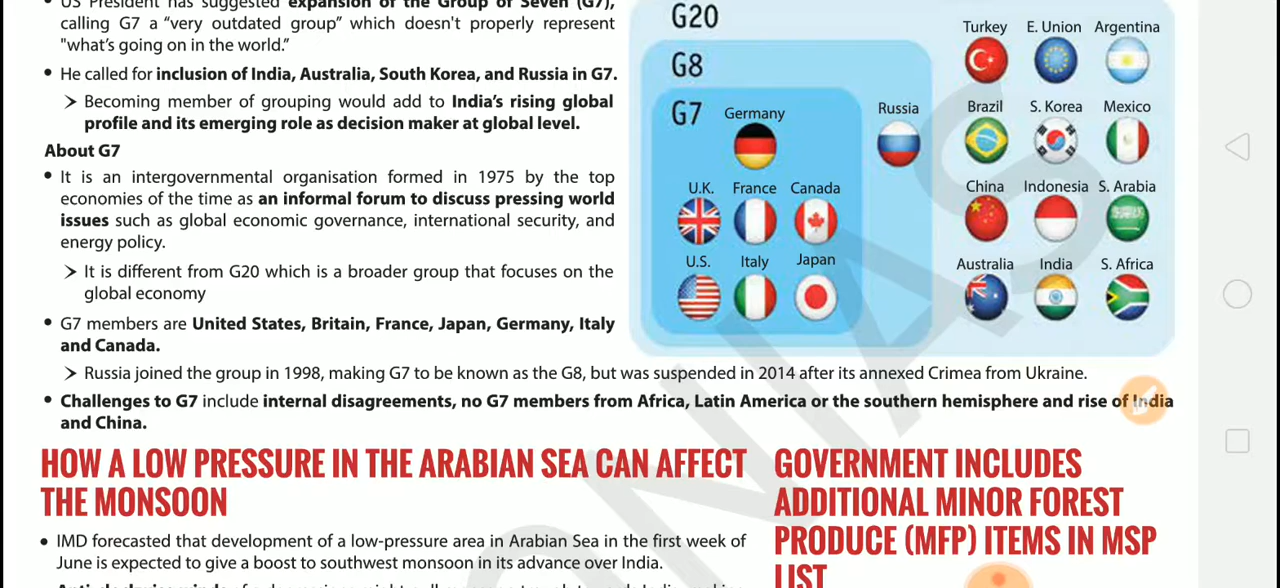 US President has suggested expansion of the Group of Seven (G7),
calling G7 a “very outdated group” which doesn't properly represent
"what's going on in the world.”
• He called for inclusion of India, Australia, South Korea, and Russia in G7.
➤ Becoming member of grouping would add to India's rising global
profile and its emerging role as decision maker at global level.
About G7
• It is an intergovernmental organisation formed in 1975 by the top
economies of the time as an informal forum to discuss pressing world
issues such as global economic governance, international security, and
energy policy.
➤ It is different from G20 which is a broader group that focuses on the
global economy
• G7 members are United States, Britain, France, Japan, Germany, Italy
and Canada.
➤ Russia joined the group in 1998, making G7 to be known as the G8, but was suspended in 2014 after its annexed Crimea from Ukraine.
• Challenges to G7 include internal disagreements, no G7 members from Africa, Latin America or the southern hemisphere and rise of India
and China.
G20
G8
G7
Germany
U.K. France Canada
U.S. Italy Japan
Russia
Turkey E. Union Argentina
Brazil S. Korea Mexico
China Indonesia S. Arabia
Australia India S. Africa
HOW A LOW PRESSURE IN THE ARABIAN SEA CAN AFFECT
THE MONSOON
• IMD forecasted that development of a low-pressure area in Arabian Sea in the first week of
June is expected to give a boost to southwest monsoon in its advance over India.
GOVERNMENT INCLUDES
ADDITIONAL MINOR FOREST
PRODUCE (MFP) ITEMS IN MSP
LIST